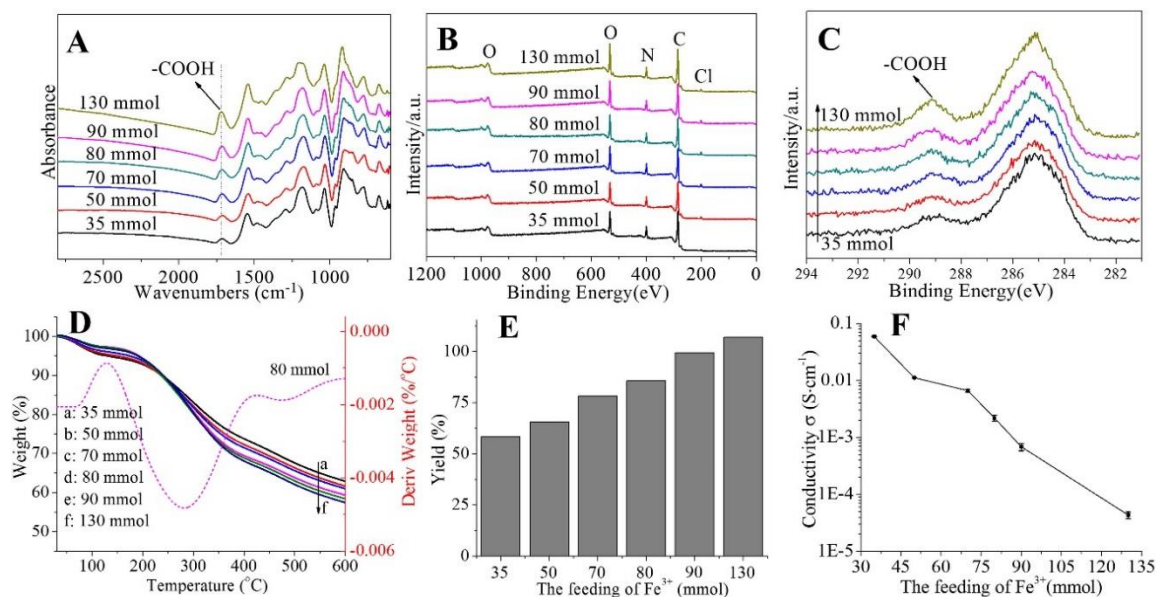 A
-COOH
130 mmol
90 mmol
80 mmol
70 mmol
50 mmol
35 mmol
Absorbance
2500 2000 1500 1000
Wavenumbers (cm⁻¹)
B
O
O
N
C
Cl
130 mmol
90 mmol
80 mmol
70 mmol
50 mmol
35 mmol
Intensity/a.u.
1200 1000 800 600 400 200 0
Binding Energy(eV)
C
-COOH
130 mmol
35 mmol
Intensity/a.u.
294 292 290 288 286 284 282
Binding Energy(eV)
D
100
90
80
70
60
50
Weight (%)
80 mmol
a: 35 mmol
b: 50 mmol
c: 70 mmol
d: 80 mmol
e: 90 mmol
f: 130 mmol
a
f
0.000
-0.002
-0.004
-0.006
Deriv Weight (%/°C)
100 200 300 400 500 600
Temperature (°C)
E
100
75
50
25
0
Yield (%)
35 50 70 80 90 130
The feeding of Fe³⁺(mmol)
F
0.1
0.01
1E-3
1E-4
1E-5
Conductivity σ (S·cm⁻¹)
30 45 60 75 90 105 120 135
The feeding of Fe³⁺(mmol)